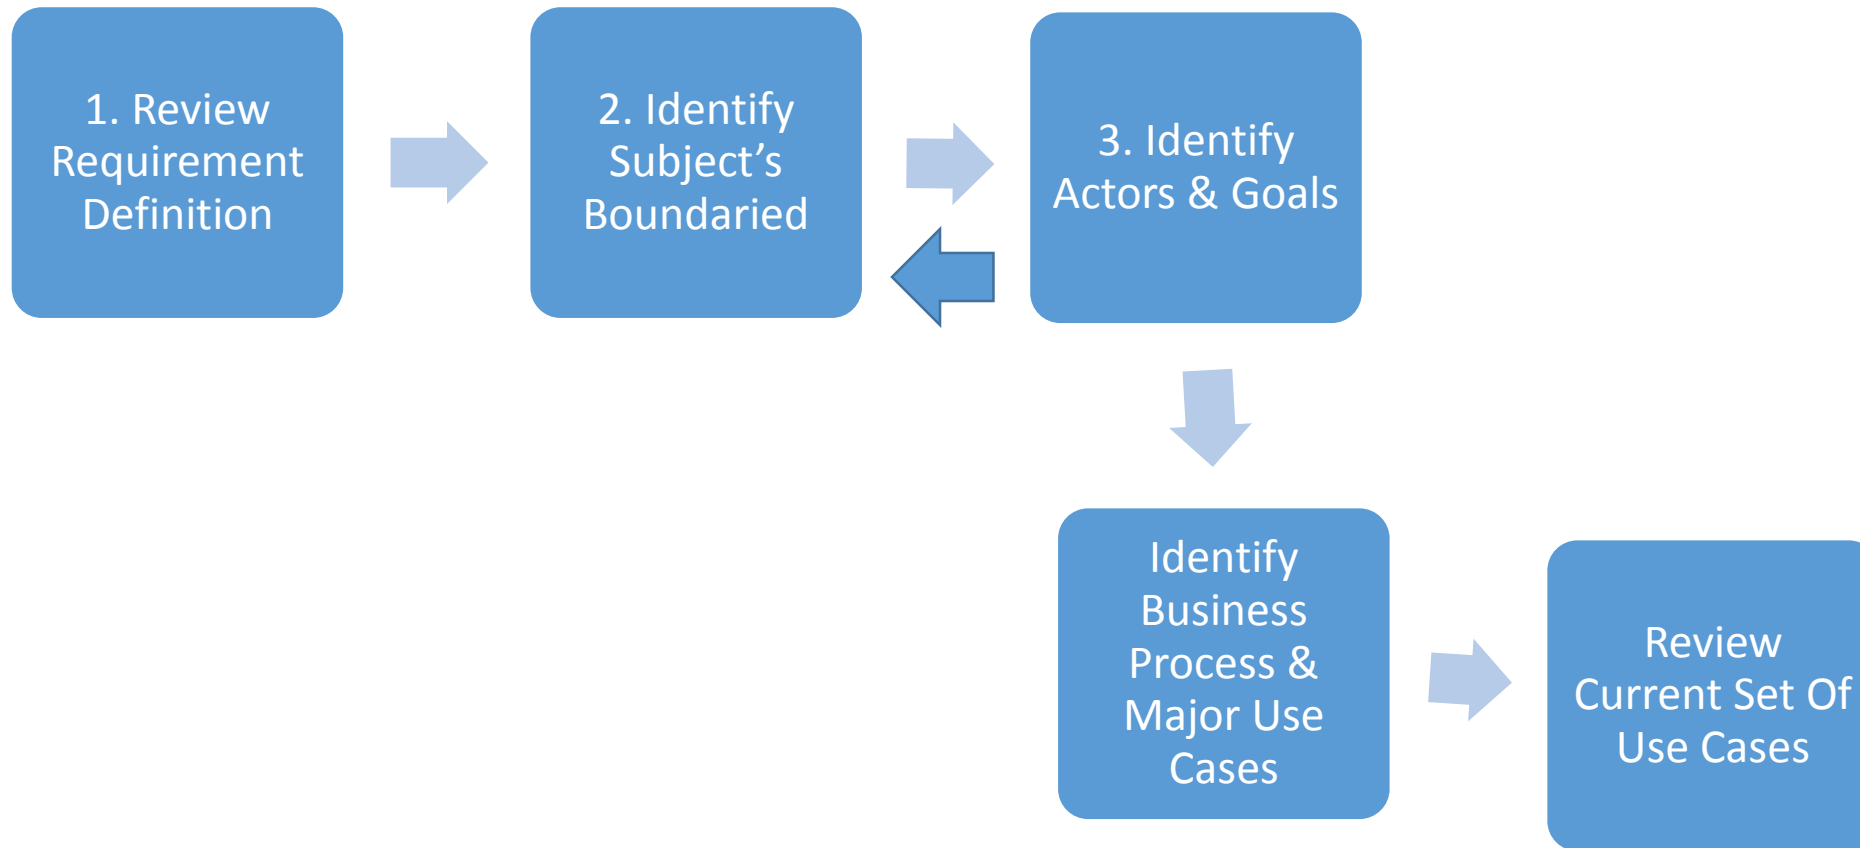 1. Review
Requirement
Definition
2. Identify
Subject’s
Boundaried
3. Identify
Actors & Goals
Identify
Business
Process &
Major Use
Cases
Review
Current Set Of
Use Cases